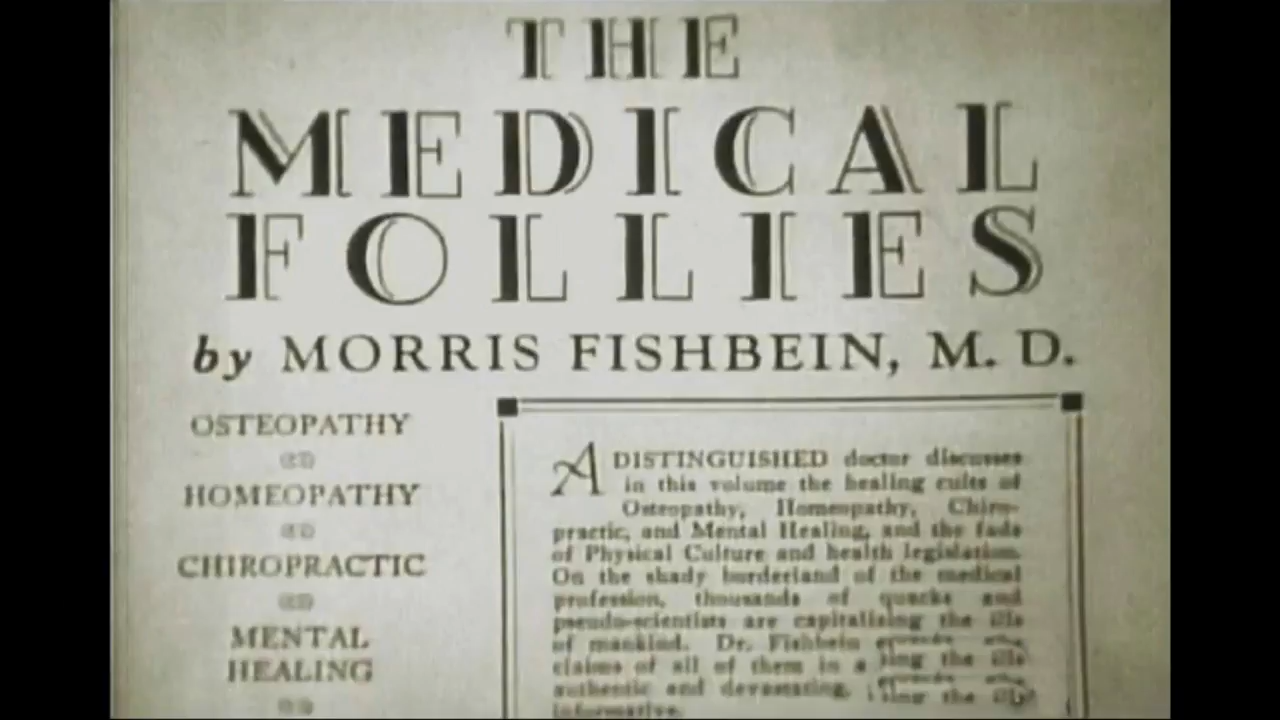 THE
MEDICAL
FOLLIES
by MORRIS FISHBEIN, M. D.
OSTEOPATHY
HOMEOPATHY
CHIROPRACTIC
MENTAL
HEALING
A DISTINGUISHED doctor discusses
in this volume the healing cults of
Osteopathy, Homeopathy, Chiro-
practic, and Mental Healing, and the fads
of Physical Culture and health legislation.
On the shady borderland of the medical
profession, thousands of quacks and
pseudo-scientists are capitalizing the ills
of mankind. Dr. Fishbein
claims of all of them in a
authentic and devastating,
informative.